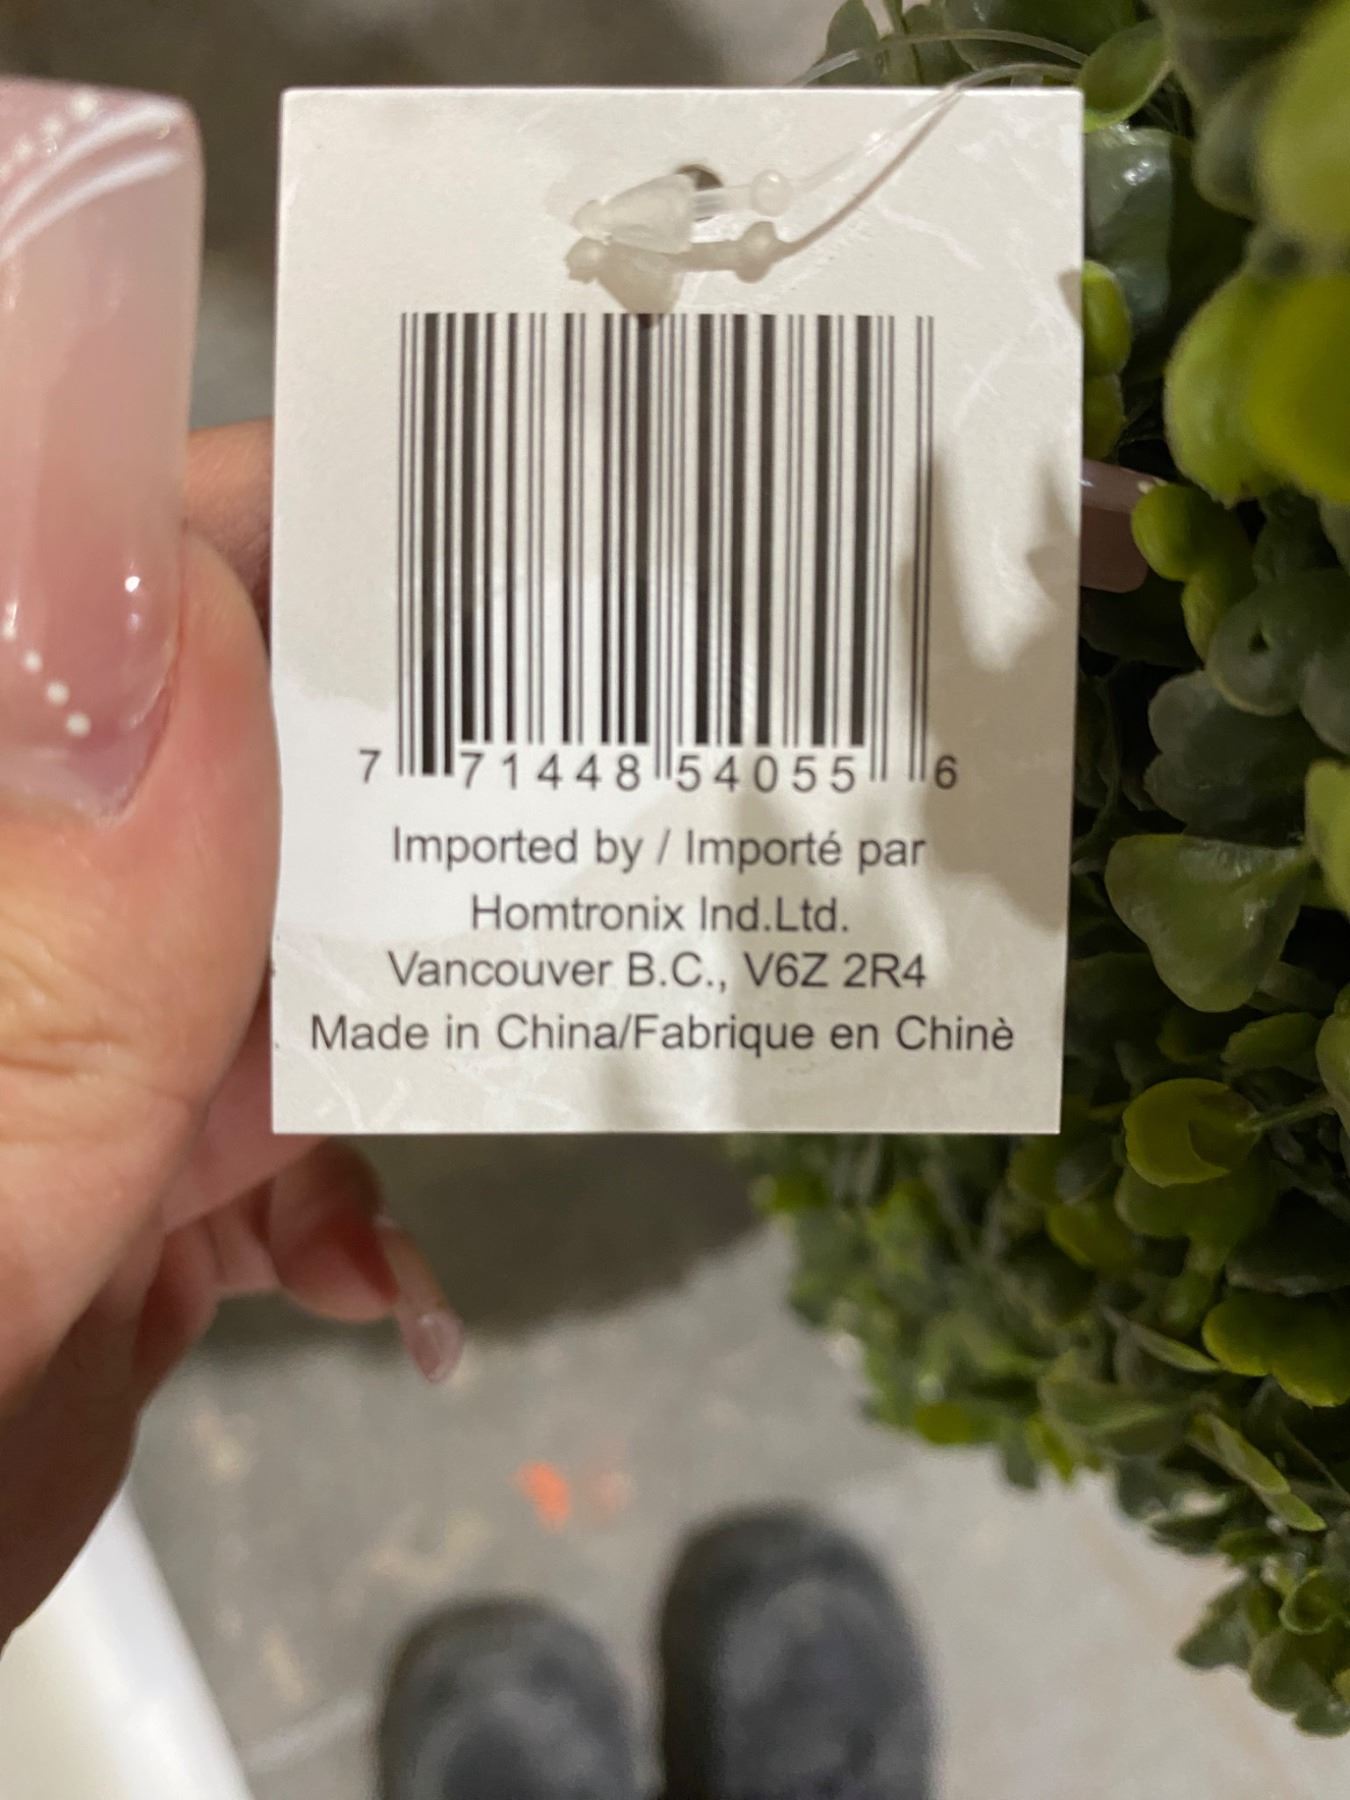 7 71448 54055 6
Imported by / Importé par
Homtronix Ind.Ltd.
Vancouver B.C., V6Z 2R4
Made in China/Fabrique en Chinè